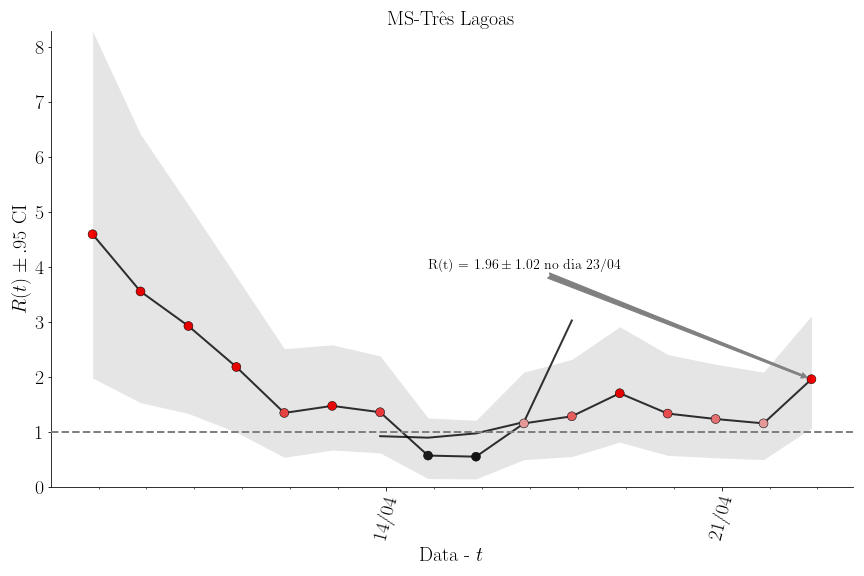 MS-Três Lagoas
8
7
6
5
4
3
2
1
0
R(t) ± .95 CI
R(t) = 1.96 ± 1.02 no dia 23/04
14/04
21/04
Data - t